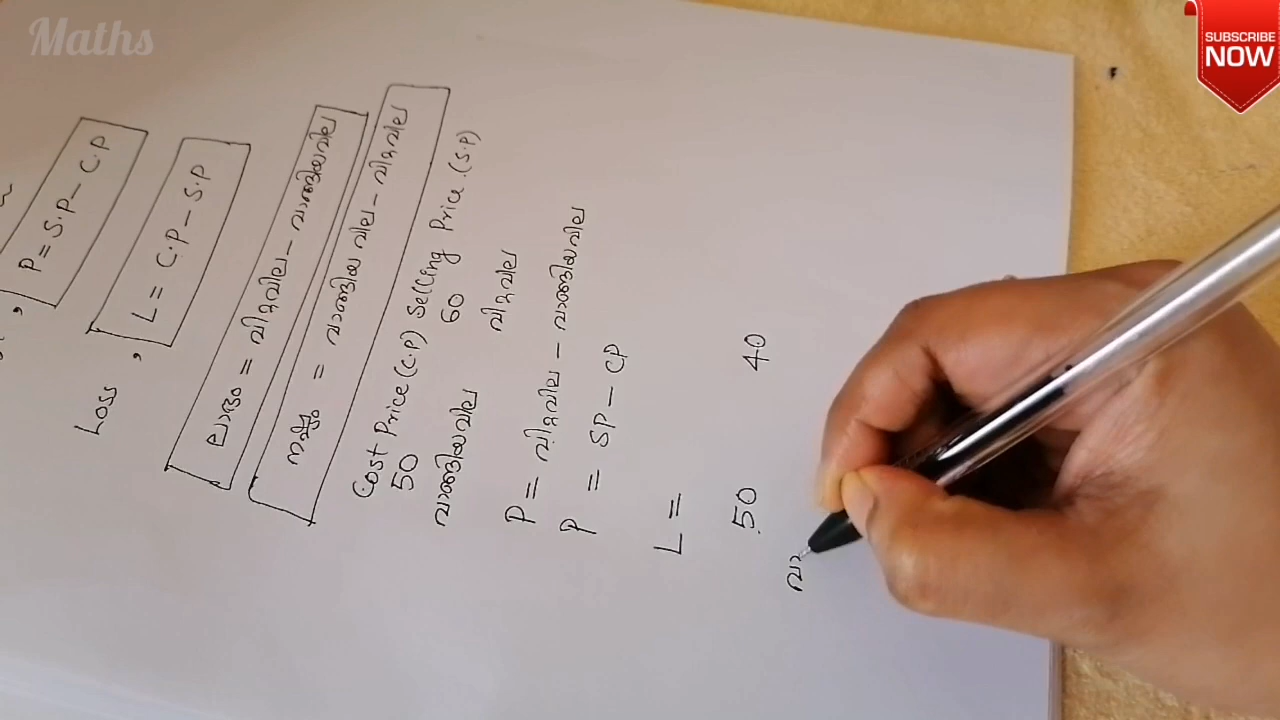 Maths
SUBSCRIBE
NOW
, P = S.P - C.P
Loss , L = C.P - S.P
ലാഭം = വിറ്റവില - വാങ്ങിയവില
നഷ്ടം = വാങ്ങിയ വില - വിറ്റവില
Cost Price (C.P) Selling Price. (S.P)
50 60
വാങ്ങിയവില വിറ്റവില
P = വിറ്റവില - വാങ്ങിയവില
P = SP - CP
L =
50 40
വാ